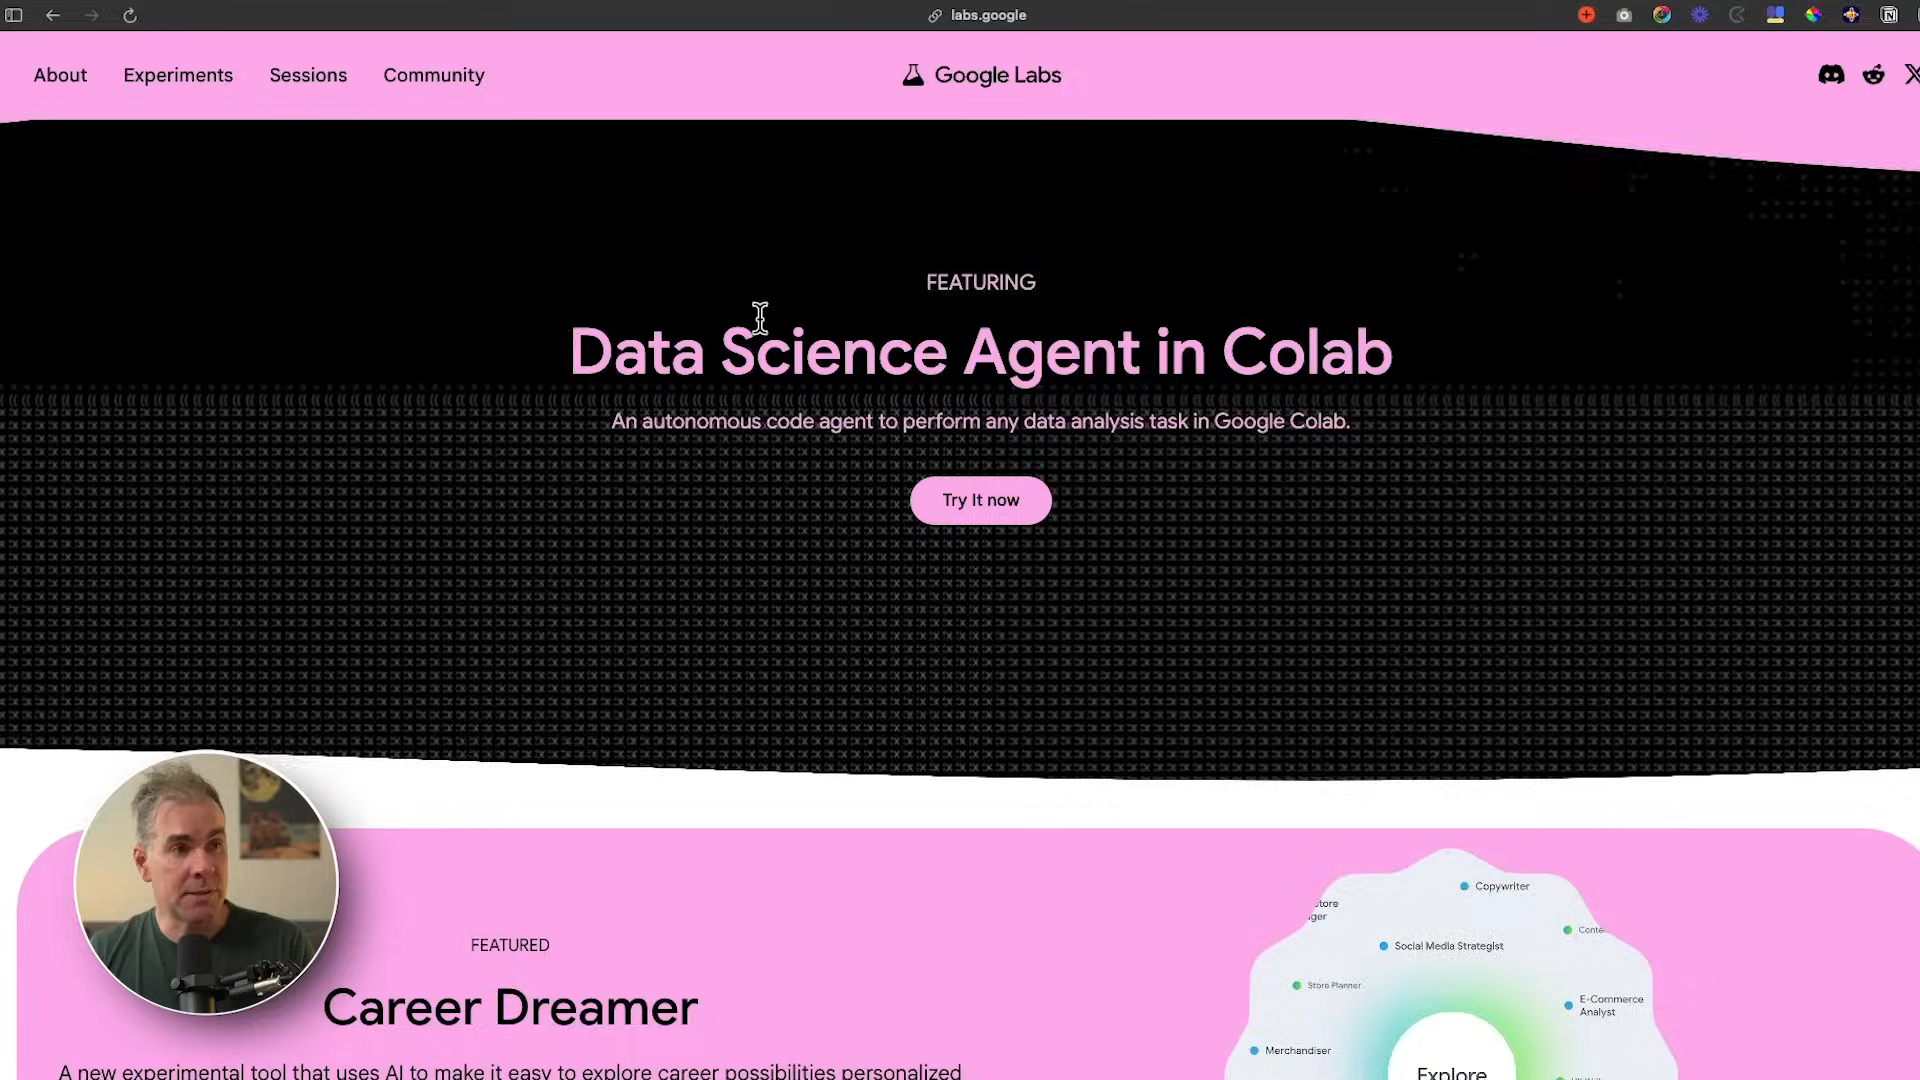 labs.google
About Experiments Sessions Community
Google Labs
FEATURING
Data Science Agent in Colab
An autonomous code agent to perform any data analysis task in Google Colab.
Try It now
FEATURED
Career Dreamer
A new experimental tool that uses AI to make it easy to explore career possibilities personalized
Copywriter
Social Media Strategist
Store Planner
E-Commerce
Analyst
Merchandiser
Explore